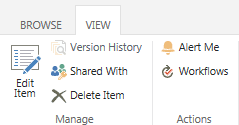 BROWSE VIEW
Edit Item
Version History
Shared With
Delete Item
Manage
Alert Me
Workflows
Actions